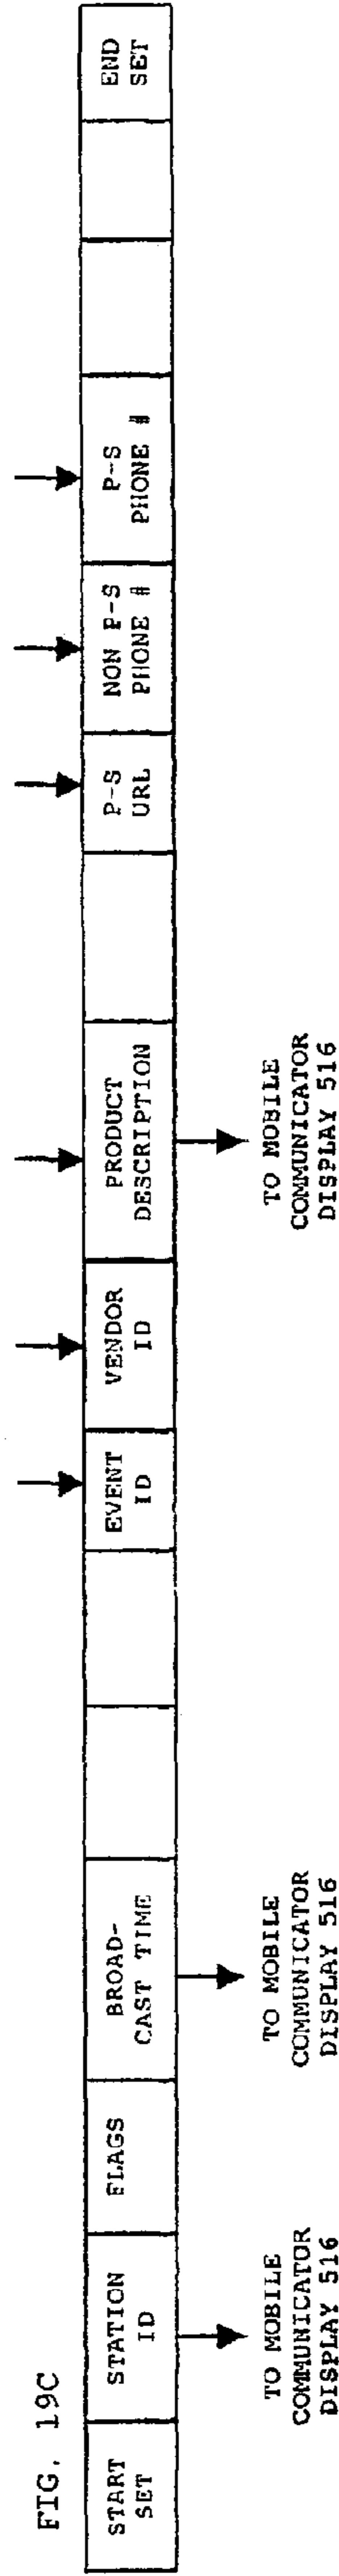 FIG. 19C
START
SET
STATION
ID
FLAGS
BROAD-
CAST TIME
EVENT
ID
VENDOR
ID
PRODUCT
DESCRIPTION
P-S
URL
NON P-S
PHONE #
P-S
PHONE #
END
SET
TO MOBILE
COMMUNICATOR
DISPLAY 516
TO MOBILE
COMMUNICATOR
DISPLAY 516
TO MOBILE
COMMUNICATOR
DISPLAY 516